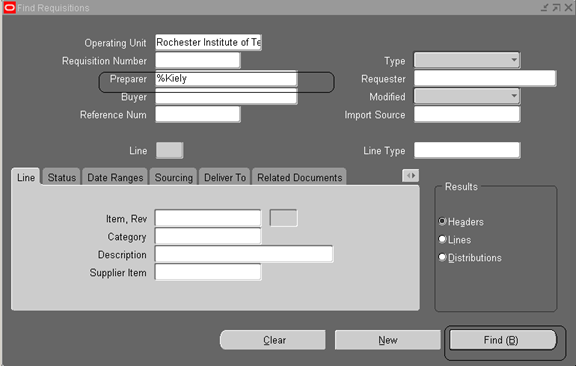 Find Requisitions
Operating Unit Rochester Institute of Te
Requisition Number
Type
Preparer %Kiely
Requester
Buyer
Modified
Reference Num
Import Source
Line
Line Type
Line Status Date Ranges Sourcing Deliver To Related Documents
Results
Item, Rev
Headers
Category
Lines
Description
Distributions
Supplier Item
Clear New Find (B)